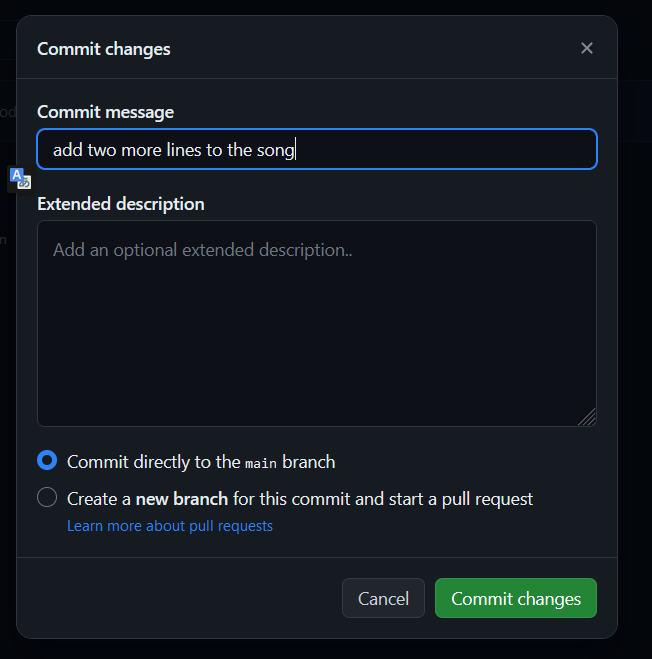 Commit changes
Commit message
add two more lines to the song
Extended description
Add an optional extended description..
Commit directly to the main branch
Create a new branch for this commit and start a pull request
Learn more about pull requests
Cancel
Commit changes